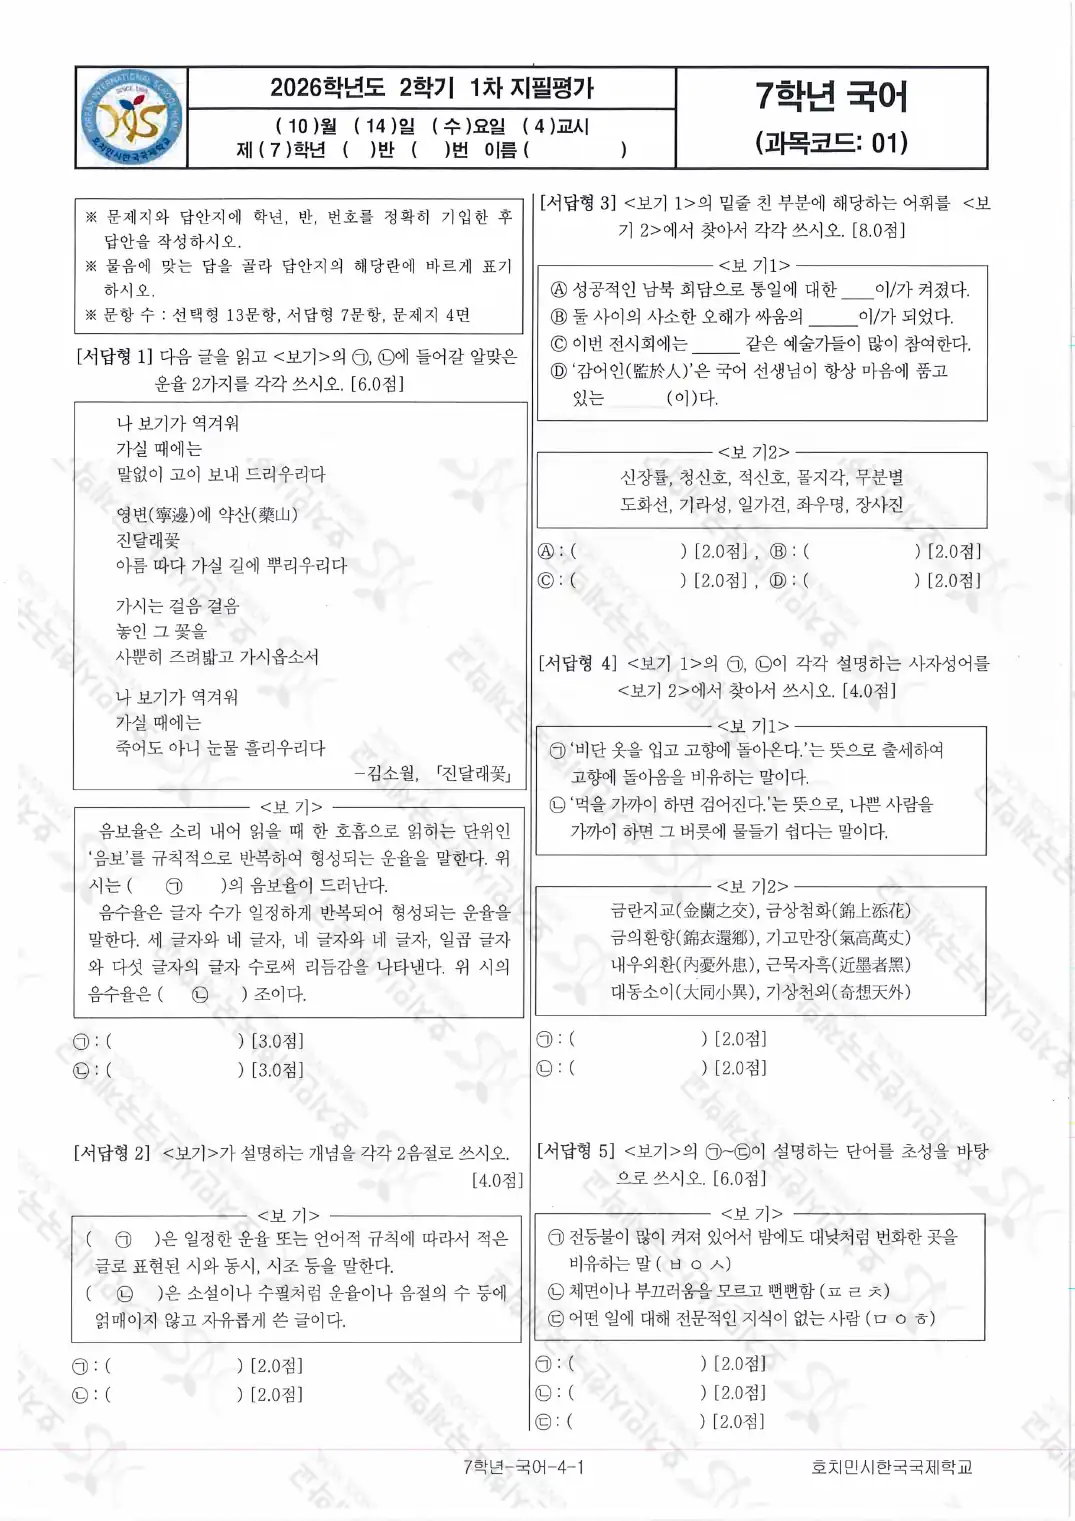 2026학년도 2학기 1차 지필평가
( 10 )월 ( 14 )일 ( 수 )요일 ( 4 )교시
제 ( 7 )학년 ( )반 ( )번 이름 ( )
7학년 국어
(과목코드: 01)
※ 문제지와 답안지에 학년, 반, 번호를 정확히 기입한 후
답안을 작성하시오.
※ 물음에 맞는 답을 골라 답안지의 해당란에 바르게 표기
하시오.
※ 문항 수 : 선택형 13문항, 서답형 7문항, 문제지 4면
[서답형 1] 다음 글을 읽고 <보기>의 ㉠, ㉡에 들어갈 알맞은
운율 2가지를 각각 쓰시오. [6.0점]
나 보기가 역겨워
가실 때에는
말없이 고이 보내 드리우리다
영변(寧邊)에 약산(藥山)
진달래꽃
아름 따다 가실 길에 뿌리우리다
가시는 걸음 걸음
놓인 그 꽃을
사뿐히 즈려밟고 가시옵소서
나 보기가 역겨워
가실 때에는
죽어도 아니 눈물 흘리우리다
-김소월, 「진달래꽃」
<보 기>
음보율은 소리 내어 읽을 때 한 호흡으로 읽히는 단위인
‘음보’를 규칙적으로 반복하여 형성되는 운율을 말한다. 위
시는 ( ㉠ )의 음보율이 드러난다.
음수율은 글자 수가 일정하게 반복되어 형성되는 운율을
말한다. 세 글자와 네 글자, 네 글자와 네 글자, 일곱 글자
와 다섯 글자의 글자 수로써 리듬감을 나타낸다. 위 시의
음수율은 ( ㉡ ) 조이다.
㉠ : ( ) [3.0점]
㉡ : ( ) [3.0점]
[서답형 2] <보기>가 설명하는 개념을 각각 2음절로 쓰시오.
[4.0점]
<보 기>
( ㉠ )은 일정한 운율 또는 언어적 규칙에 따라서 적은
글로 표현된 시와 동시, 시조 등을 말한다.
( ㉡ )은 소설이나 수필처럼 운율이나 음절의 수 등에
얽매이지 않고 자유롭게 쓴 글이다.
㉠ : ( ) [2.0점]
㉡ : ( ) [2.0점]
[서답형 3] <보기 1>의 밑줄 친 부분에 해당하는 어휘를 <보
기 2>에서 찾아서 각각 쓰시오. [8.0점]
<보 기1>
Ⓐ 성공적인 남북 회담으로 통일에 대한 ___이/가 켜졌다.
Ⓑ 둘 사이의 사소한 오해가 싸움의 _____이/가 되었다.
Ⓒ 이번 전시회에는 _____ 같은 예술가들이 많이 참여한다.
Ⓓ ‘감어인(監於人)’은 국어 선생님이 항상 마음에 품고
있는 ______(이)다.
<보 기2>
신장률, 청신호, 적신호, 몰지각, 무분별
도화선, 기라성, 일가견, 좌우명, 장사진
Ⓐ : ( ) [2.0점] , Ⓑ : ( ) [2.0점]
Ⓒ : ( ) [2.0점] , Ⓓ : ( ) [2.0점]
[서답형 4] <보기 1>의 ㉠, ㉡이 각각 설명하는 사자성어를
<보기 2>에서 찾아서 쓰시오. [4.0점]
<보 기1>
㉠ ‘비단 옷을 입고 고향에 돌아온다.’는 뜻으로 출세하여
고향에 돌아옴을 비유하는 말이다.
㉡ ‘먹을 가까이 하면 검어진다.’는 뜻으로, 나쁜 사람을
가까이 하면 그 버릇에 물들기 쉽다는 말이다.
<보 기2>
금란지교(金蘭之交), 금상첨화(錦上添花)
금의환향(錦衣還鄕), 기고만장(氣高萬丈)
내우외환(內憂外患), 근묵자흑(近墨者黑)
대동소이(大同小異), 기상천외(奇想天外)
㉠ : ( ) [2.0점]
㉡ : ( ) [2.0점]
[서답형 5] <보기>의 ㉠~㉢이 설명하는 단어를 초성을 바탕
으로 쓰시오. [6.0점]
<보 기>
㉠ 전등불이 많이 켜져 있어서 밤에도 대낮처럼 번화한 곳을
비유하는 말 ( ㅂ ㅇ ㅅ)
㉡ 체면이나 부끄러움을 모르고 뻔뻔함 (ㅍ ㄹ ㅊ)
㉢ 어떤 일에 대해 전문적인 지식이 없는 사람 (ㅁ ㅇ ㅎ)
㉠ : ( ) [2.0점]
㉡ : ( ) [2.0점]
㉢ : ( ) [2.0점]
7학년-국어-4-1
호치민시한국국제학교